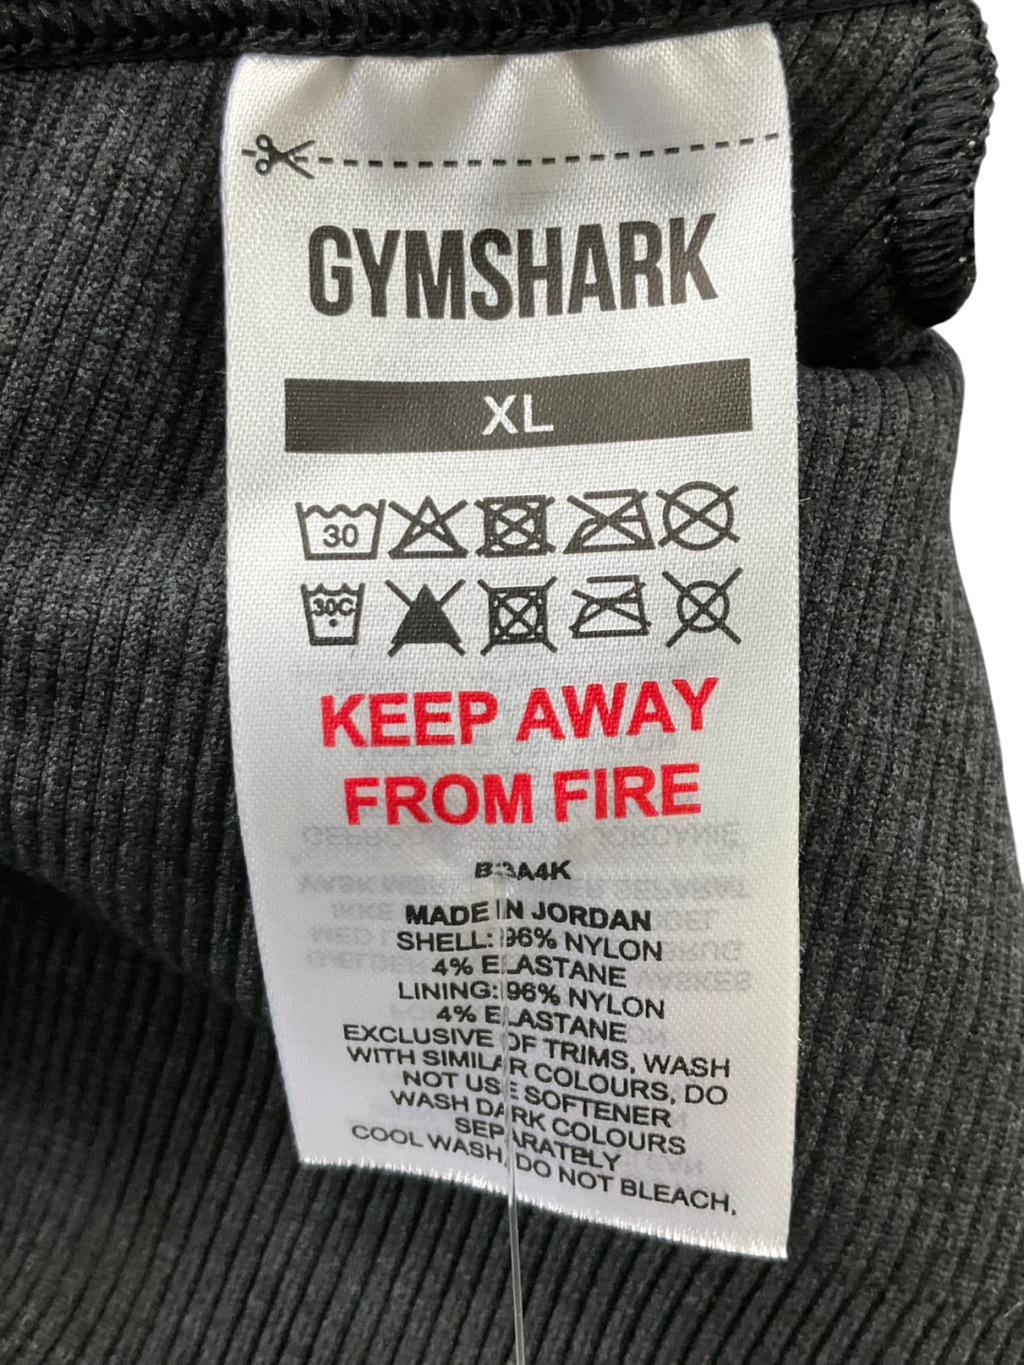 GYMSHARK
XL
30
30C
KEEP AWAY
FROM FIRE
MADE IN JORDAN
SHELL: 96% NYLON
4% ELASTANE
LINING: 96% NYLON
4% ELASTANE
EXCLUSIVE OF TRIMS, WASH
WITH SIMILAR COLOURS, DO
NOT USE SOFTENER
WASH DARK COLOURS
SEPARATELY
COOL WASH, DO NOT BLEACH,